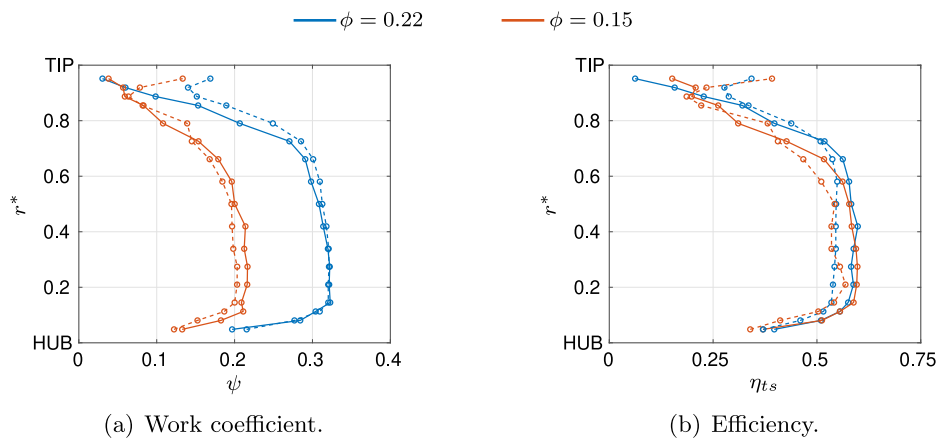 ϕ = 0.22 ϕ = 0.15
TIP
0.8
0.6
0.4
0.2
HUB
r*
0 0.1 0.2 0.3 0.4
ψ
(a) Work coefficient.
TIP
0.8
0.6
0.4
0.2
HUB
r*
0 0.25 0.5 0.75
η_ts
(b) Efficiency.